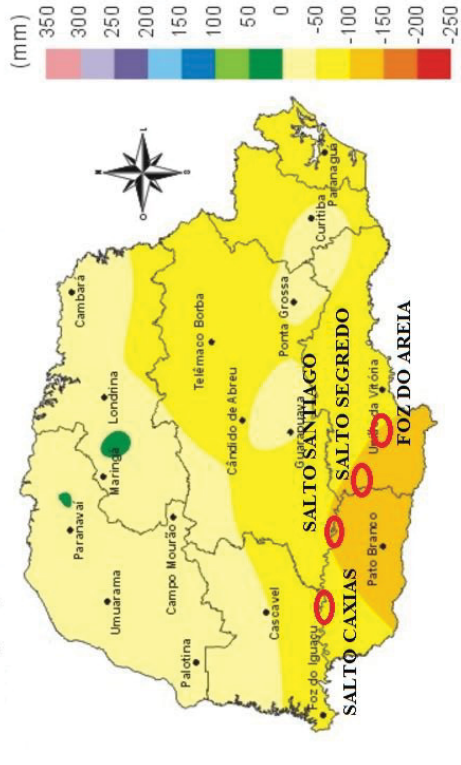 (mm)
350
300
250
200
150
100
50
0
-50
-100
-150
-200
-250
N
L
S
O
Paranavaí
Cambará
Londrina
Maringá
Umuarama
Campo Mourão
Palotina
Telêmaco Borba
Cândido de Abreu
Cascavel
Ponta Grossa
Curitiba
Paranaguá
Guarapuava
Foz do Iguaçu
Pato Branco
da Vitória
SALTO CAXIAS
SALTO SANTIAGO
SALTO SEGREDO
FOZ DO AREIA